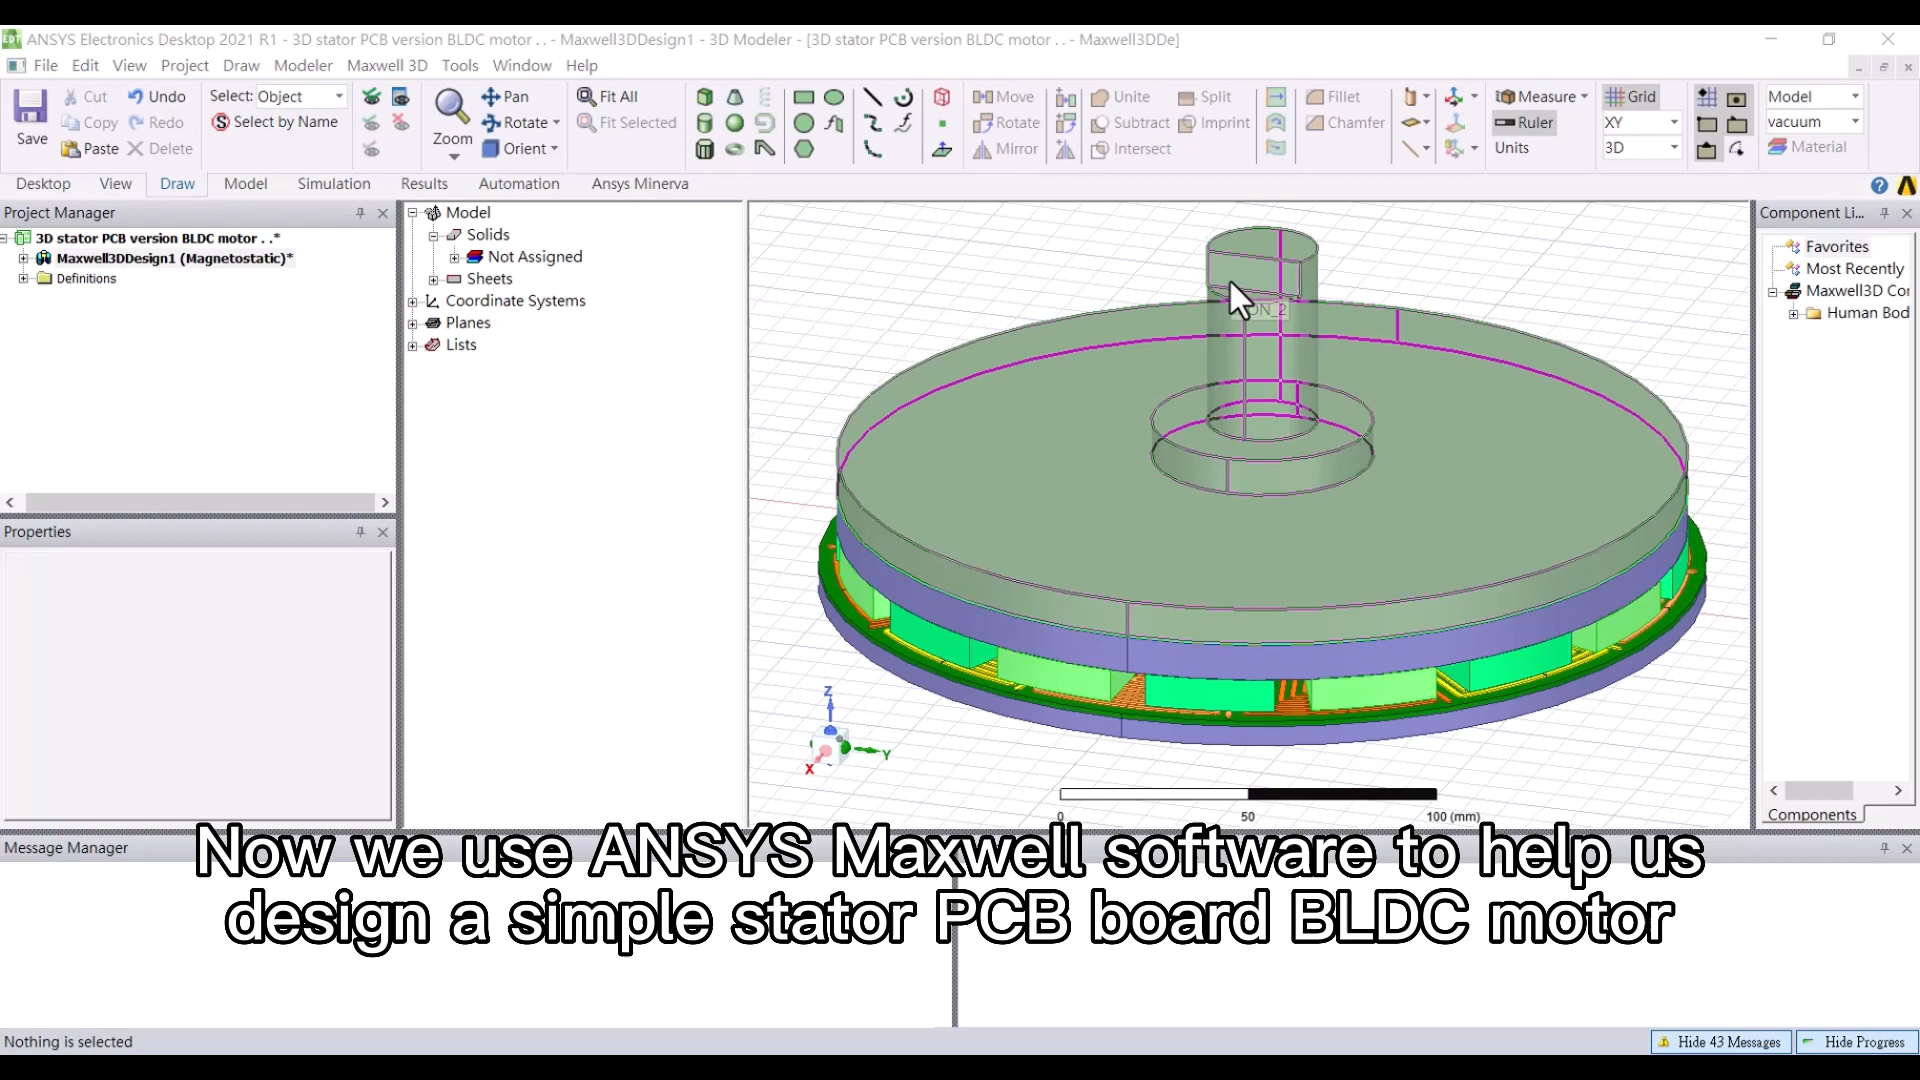 ANSYS Electronics Desktop 2021 R1 - 3D stator PCB version BLDC motor . . - Maxwell3DDesign1 - 3D Modeler - [3D stator PCB version BLDC motor . . - Maxwell3DDe]
File Edit View Project Draw Modeler Maxwell 3D Tools Window Help
Cut Undo Select: Object Pan Fit All Move Unite Split Fillet Measure Grid Model
Save Copy Redo Select by Name Zoom Rotate Fit Selected Rotate Subtract Imprint Chamfer Ruler XY vacuum
Paste Delete Orient Mirror Intersect Units 3D Material
Desktop View Draw Model Simulation Results Automation Ansys Minerva
Project Manager
3D stator PCB version BLDC motor . .*
Maxwell3DDesign1 (Magnetostatic)*
Definitions
Properties
Model
Solids
Not Assigned
Sheets
Coordinate Systems
Planes
Lists
ON_2
Z
Y
X
0 50 100 (mm)
Component Li...
Favorites
Most Recently
Maxwell3D Cor
Human Bod
Components
Message Manager
Now we use ANSYS Maxwell software to help us
design a simple stator PCB board BLDC motor
Nothing is selected
Hide 43 Messages
Hide Progress